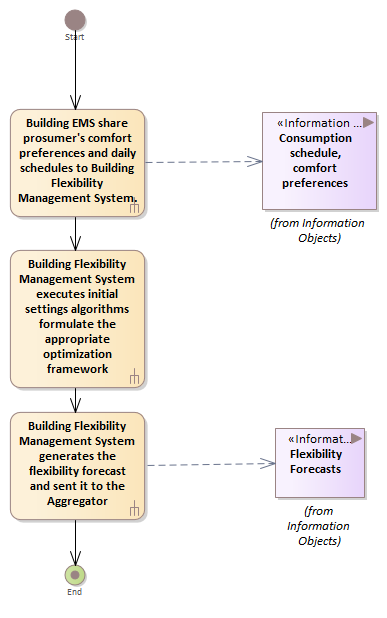 Start
Building EMS share
prosumer's comfort
preferences and daily
schedules to Building
Flexibility
Management System.
«Information ...
Consumption
schedule,
comfort
preferences
(from Information
Objects)
Building Flexibility
Management System
executes initial
settings algorithms
formulate the
appropriate
optimization
framework
Building Flexibility
Management System
generates the
flexibility forecast
and sent it to the
Aggregator
«Informat...
Flexibility
Forecasts
(from
Information
Objects)
End